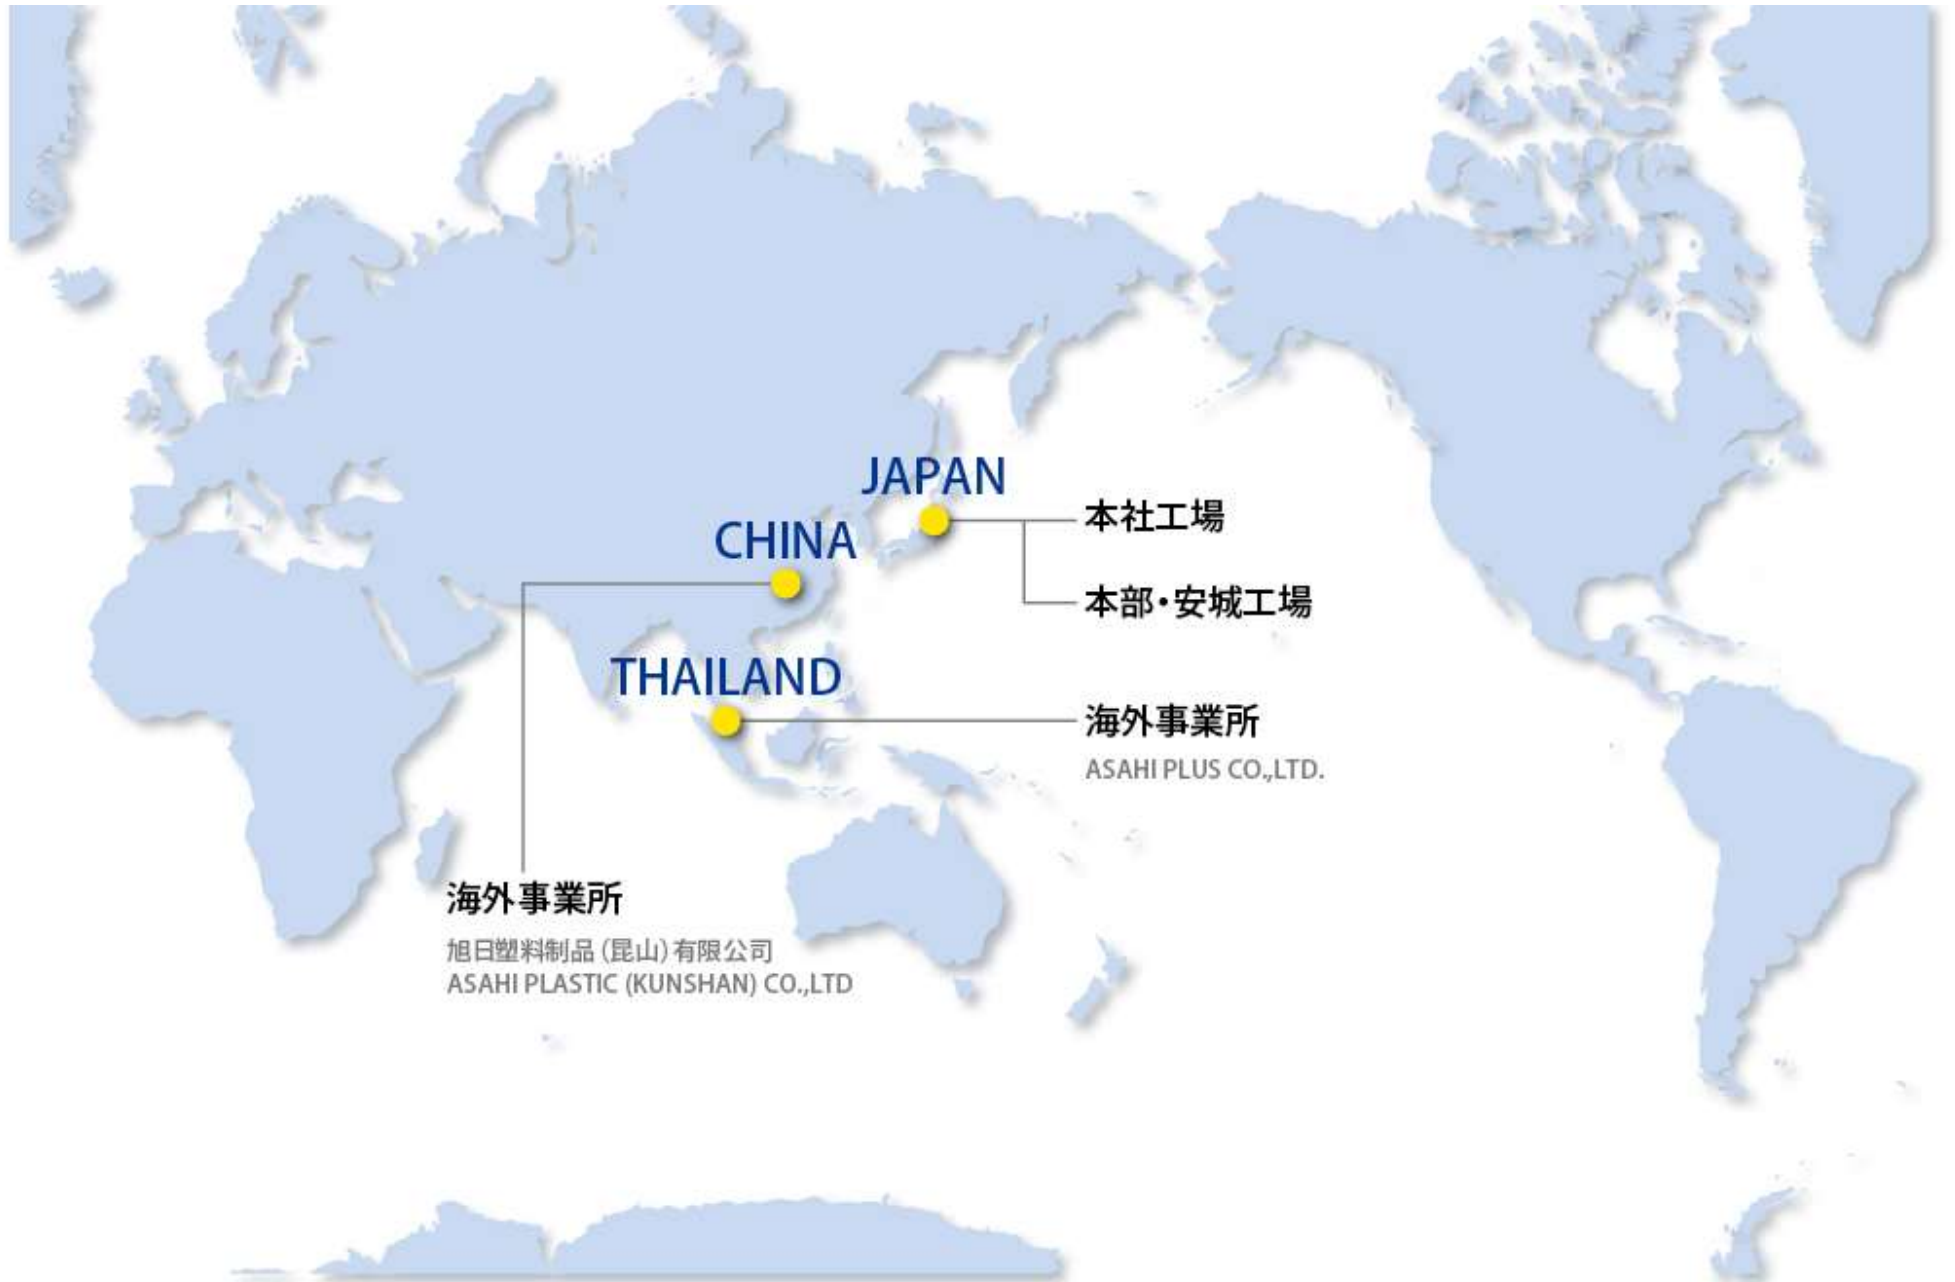 JAPAN
本社工場
本部・安城工場
CHINA
海外事業所
旭日塑料制品（昆山）有限公司
ASAHI PLASTIC (KUNSHAN) CO.,LTD
THAILAND
海外事業所
ASAHI PLUS CO.,LTD.